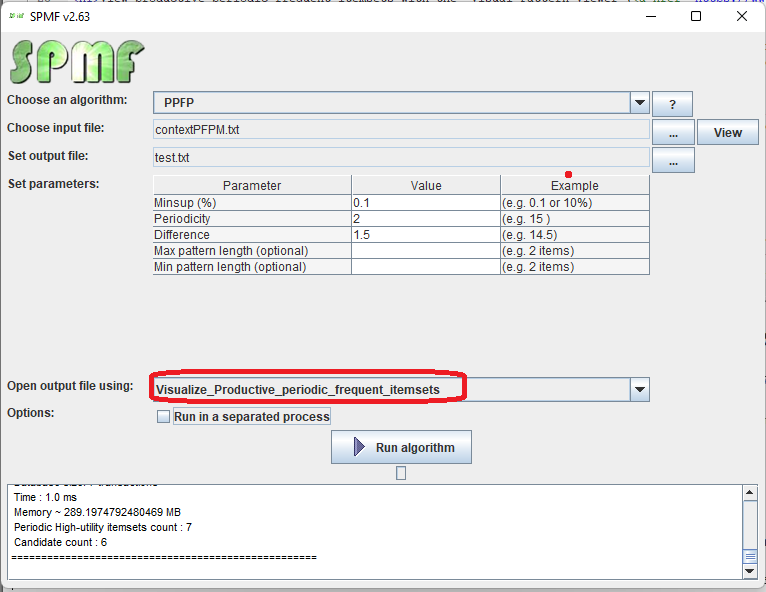 SPMF v2.63
SPMF
Choose an algorithm: PPFP ?
Choose input file: contextPFPM.txt ... View
Set output file: test.txt ...
Set parameters:
Parameter Value Example
Minsup (%) 0.1 (e.g. 0.1 or 10%)
Periodicity 2 (e.g. 15 )
Difference 1.5 (e.g. 14.5)
Max pattern length (optional) (e.g. 2 items)
Min pattern length (optional) (e.g. 2 items)
Open output file using: Visualize_Productive_periodic_frequent_itemsets
Options: Run in a separated process
Run algorithm
Time : 1.0 ms
Memory ~ 289.1974792480469 MB
Periodic High-utility itemsets count : 7
Candidate count : 6
===================================================